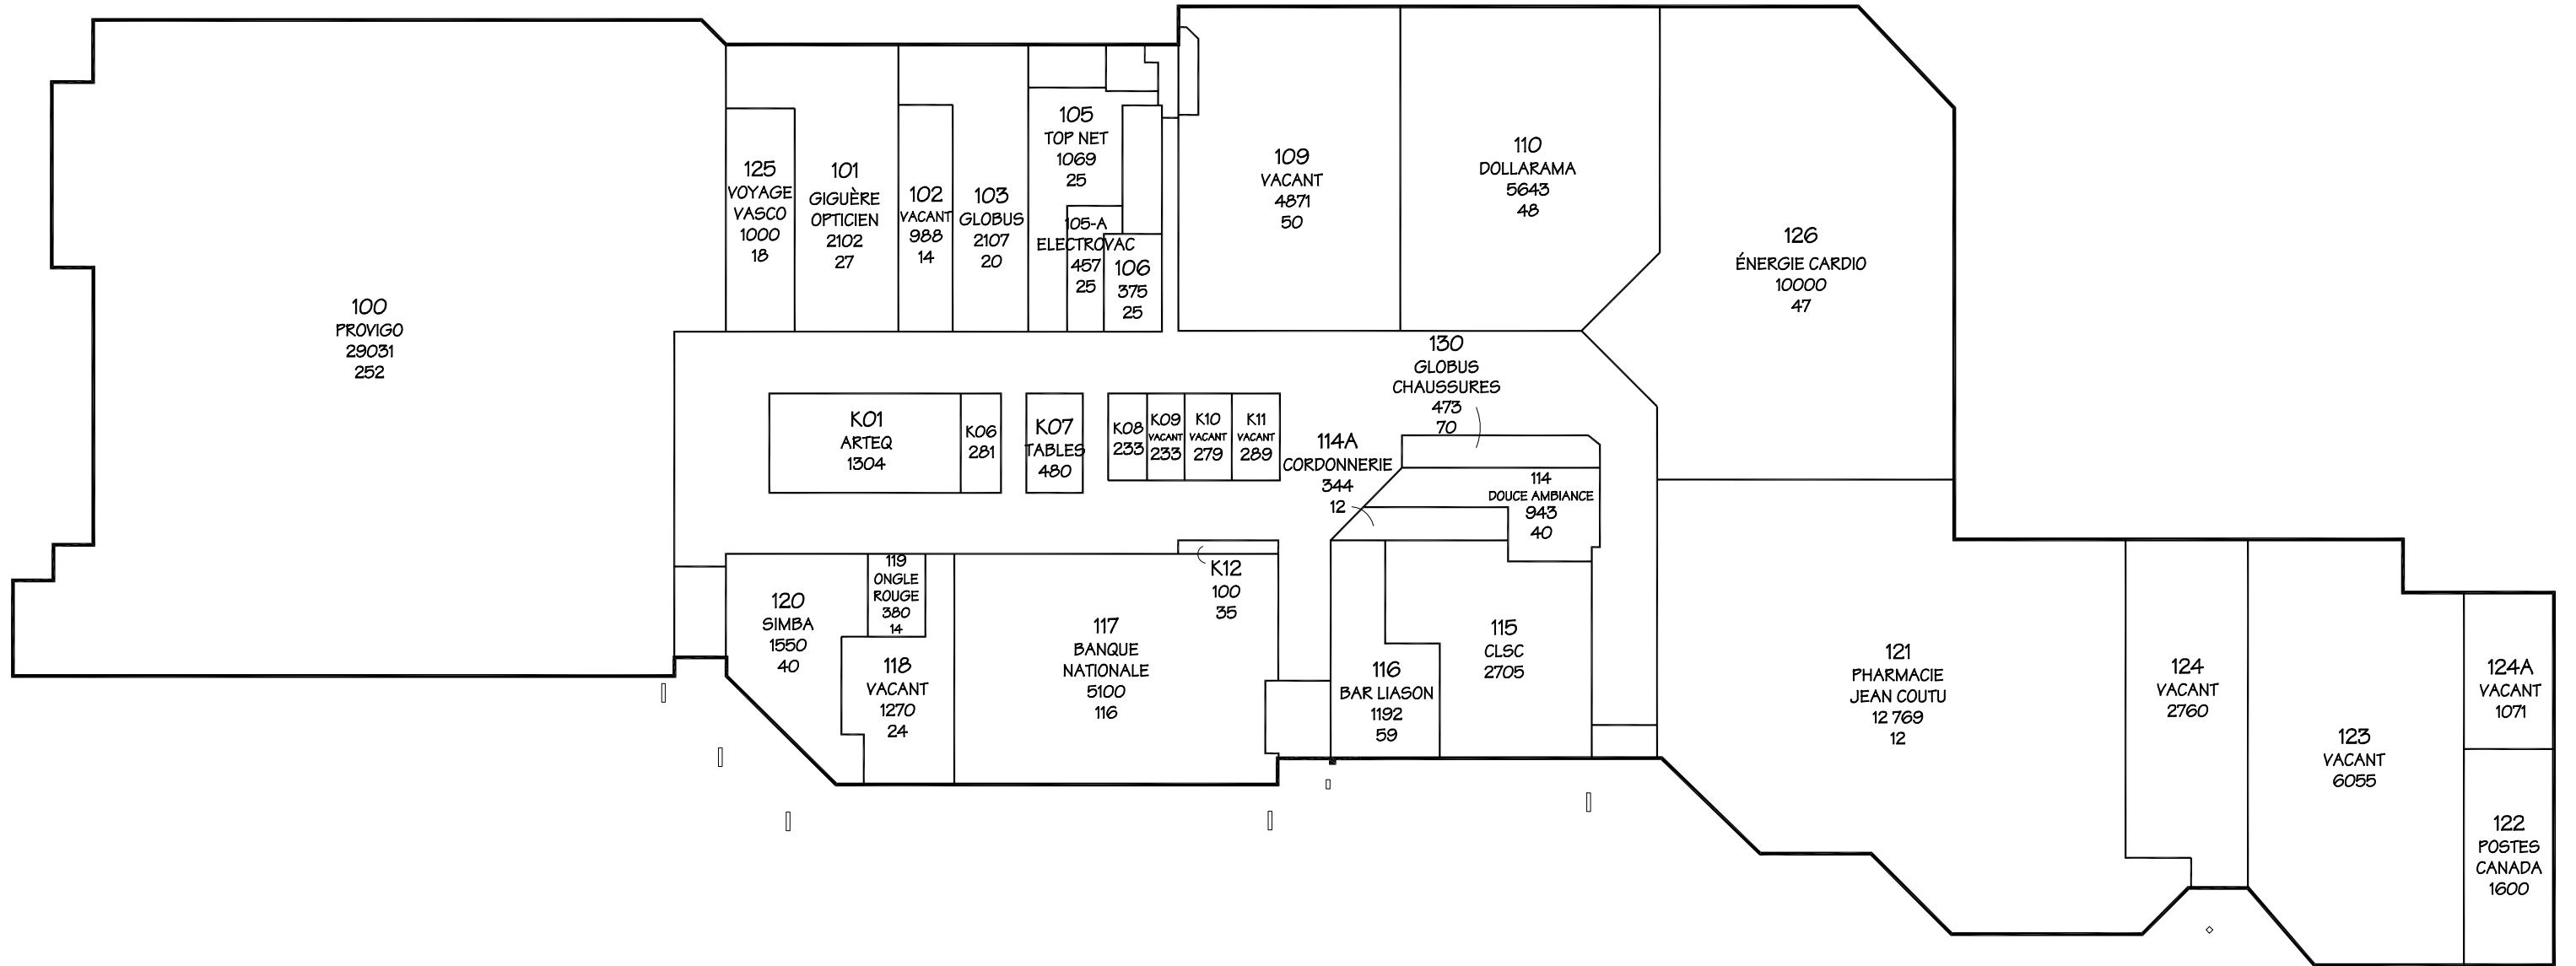 100
PROVIGO
29031
252
125
VOYAGE
VASCO
1000
18
101
GIGUÈRE
OPTICIEN
2102
27
102
VACANT
988
14
103
GLOBUS
2107
20
105
TOP NET
1069
25
105-A
ELECTROVAC
457
25
106
375
25
109
VACANT
4871
50
110
DOLLARAMA
5643
48
126
ÉNERGIE CARDIO
10000
47
130
GLOBUS
CHAUSSURES
473
70
K01
ARTEQ
1304
K06
281
K07
TABLES
480
K08
233
K09
VACANT
233
K10
VACANT
279
K11
VACANT
289
114A
CORDONNERIE
344
12
114
DOUCE AMBIANCE
943
40
120
SIMBA
1550
40
119
ONGLE
ROUGE
380
14
118
VACANT
1270
24
117
BANQUE
NATIONALE
5100
116
K12
100
35
116
BAR LIASON
1192
59
115
CLSC
2705
121
PHARMACIE
JEAN COUTU
12 769
12
124
VACANT
2760
123
VACANT
6055
124A
VACANT
1071
122
POSTES
CANADA
1600